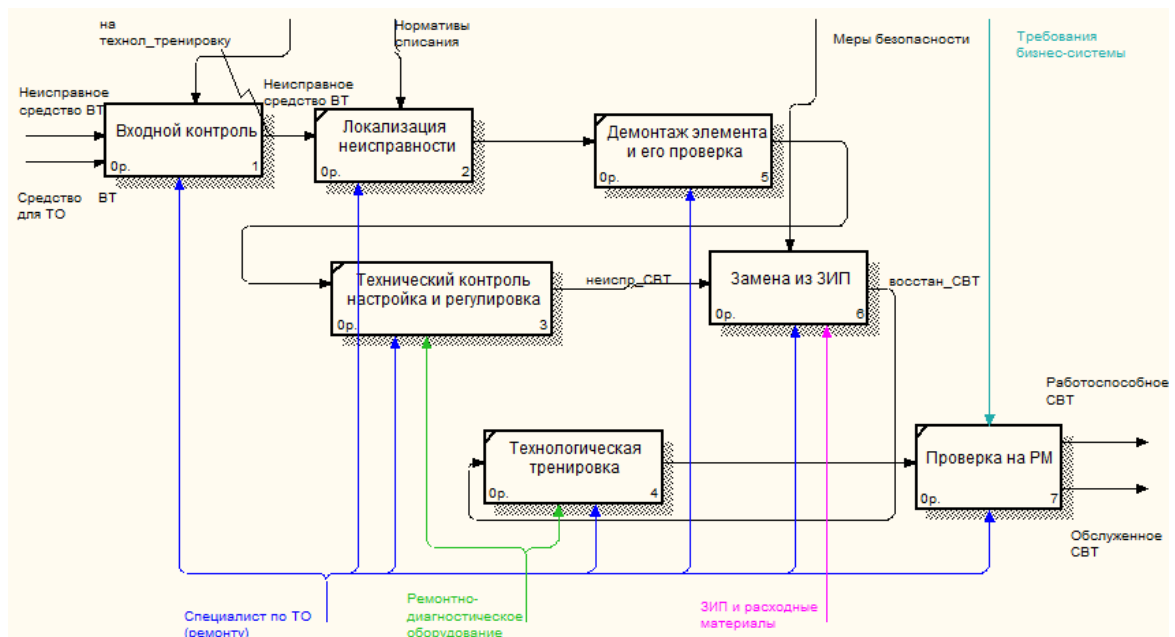 на
технол_тренировку
Нормативы
списания
Меры безопасности
Требования
бизнес-системы
Неисправное
средство ВТ
Неисправное
средство ВТ
Входной контроль
0р. 1
Локализация
неисправности
0р. 2
Демонтаж элемента
и его проверка
0р. 5
Средство ВТ
для ТО
Технический контроль
настройка и регулировка
0р. 3
неиспр_СВТ
Замена из ЗИП
0р. 6
восстан_СВТ
Работоспособное
СВТ
Технологическая
тренировка
0р. 4
Проверка на РМ
0р. 7
Обслуженное
СВТ
Специалист по ТО
(ремонту)
Ремонтно-
диагностическое
оборудование
ЗИП и расходные
материалы